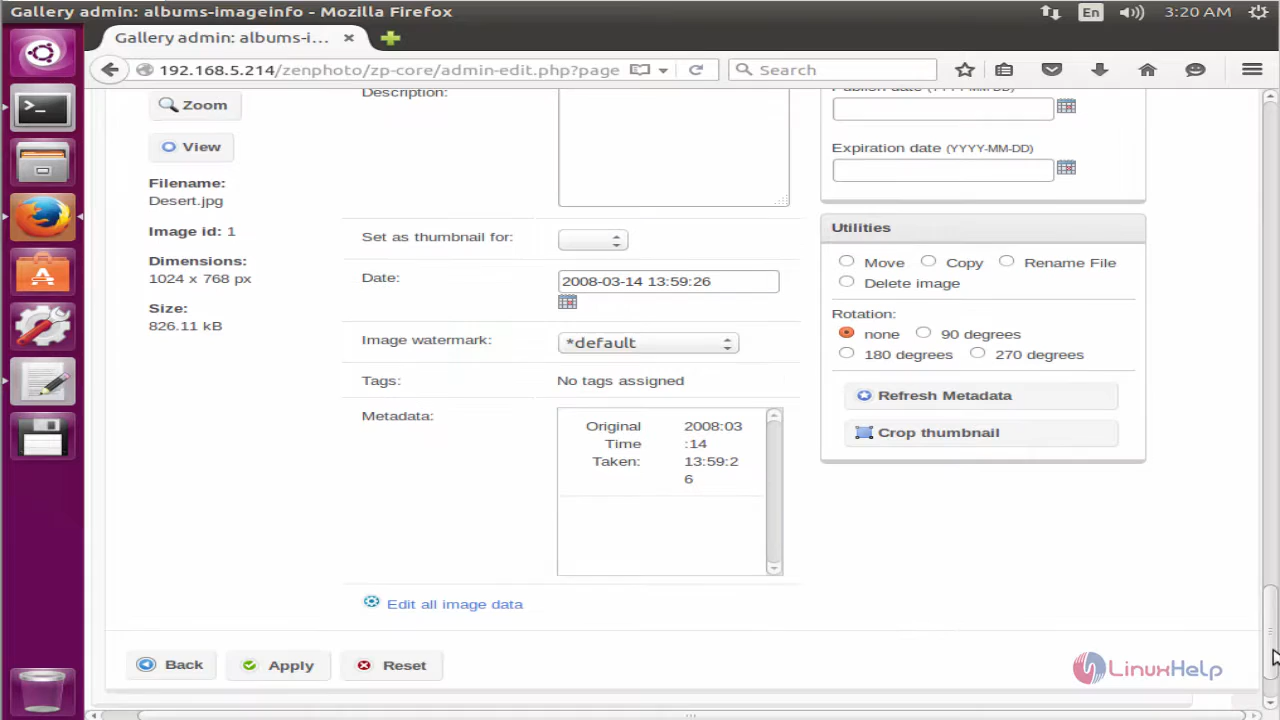 Gallery admin: albums-imageinfo - Mozilla Firefox
En
3:20 AM
Gallery admin: albums-i...
192.168.5.214/zenphoto/zp-core/admin-edit.php?page
Search
Zoom
View
Filename:
Desert.jpg
Image id: 1
Dimensions:
1024 x 768 px
Size:
826.11 kB
Description:
Set as thumbnail for:
Date:
2008-03-14 13:59:26
Image watermark:
*default
Tags:
No tags assigned
Metadata:
Original Time Taken:
2008:03
:14
13:59:2
6
Edit all image data
Publish date (YYYY-MM-DD)
Expiration date (YYYY-MM-DD)
Utilities
Move Copy Rename File
Delete image
Rotation:
none 90 degrees
180 degrees 270 degrees
Refresh Metadata
Crop thumbnail
Back Apply Reset
LinuxHelp